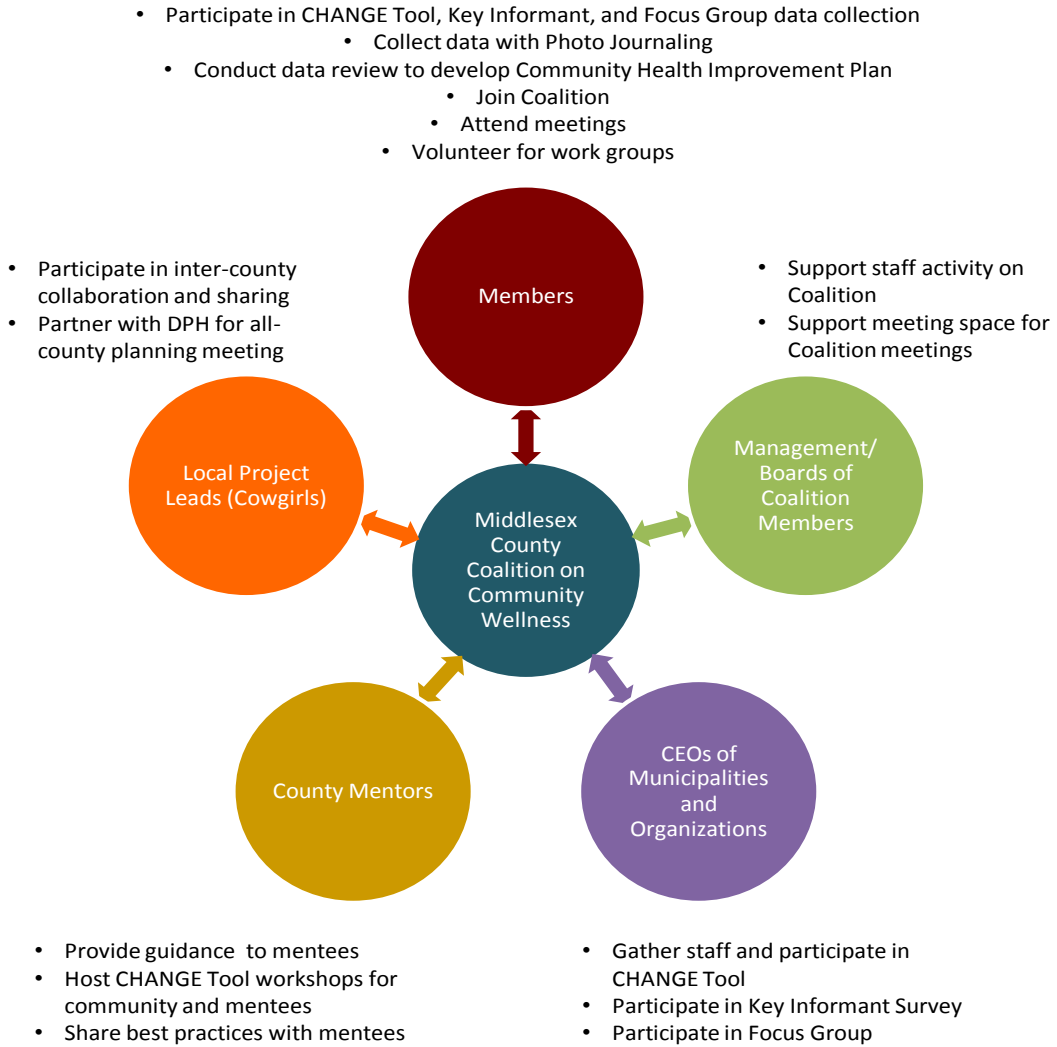 • Participate in CHANGE Tool, Key Informant, and Focus Group data collection
• Collect data with Photo Journaling
• Conduct data review to develop Community Health Improvement Plan
• Join Coalition
• Attend meetings
• Volunteer for work groups
Members
• Participate in inter-county
collaboration and sharing
• Partner with DPH for all-
county planning meeting
• Support staff activity on
Coalition
• Support meeting space for
Coalition meetings
Local Project
Leads (Cowgirls)
Management/
Boards of
Coalition
Members
Middlesex
County
Coalition on
Community
Wellness
County Mentors
CEOs of
Municipalities
and
Organizations
• Provide guidance to mentees
• Host CHANGE Tool workshops for
community and mentees
• Share best practices with mentees
• Gather staff and participate in
CHANGE Tool
• Participate in Key Informant Survey
• Participate in Focus Group